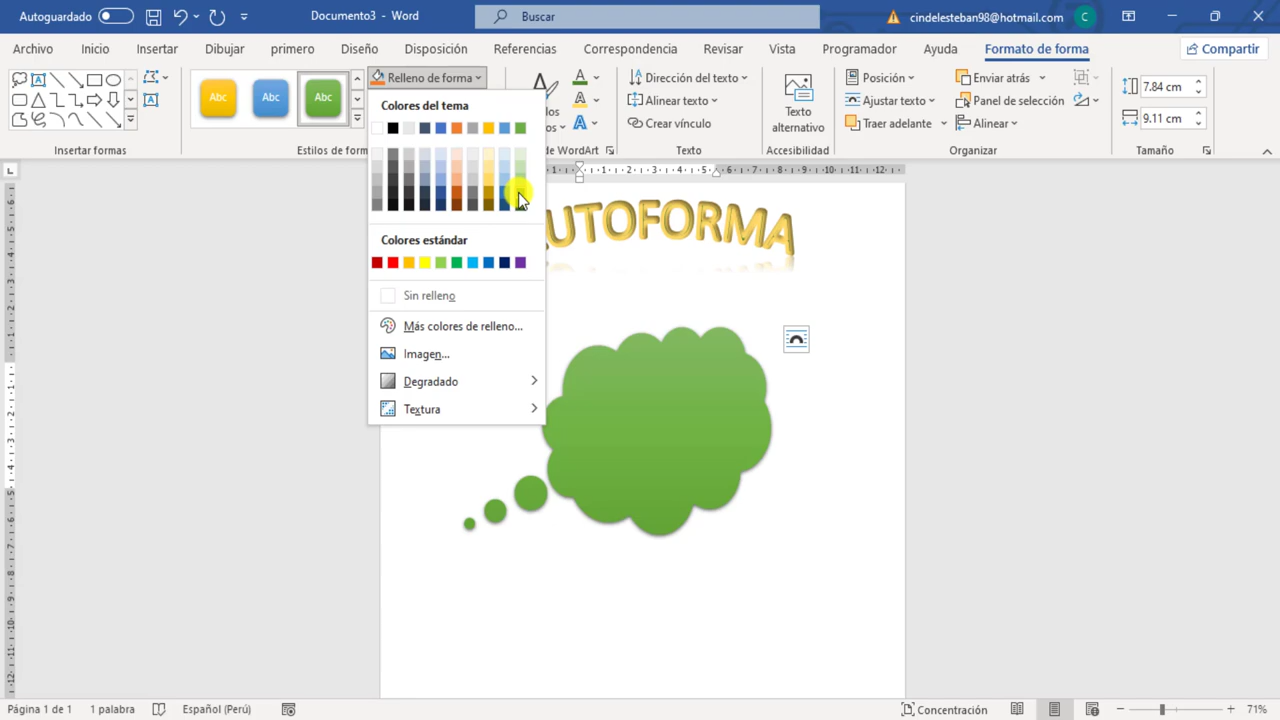 Autoguardado
Documento3 - Word
Buscar
cindelesteban98@hotmail.com
C
Archivo
Inicio
Insertar
Dibujar
primero
Diseño
Disposición
Referencias
Correspondencia
Revisar
Vista
Programador
Ayuda
Formato de forma
Compartir
Abc
Abc
Abc
Relleno de forma
Dirección del texto
Alinear texto
Crear vínculo
Texto
alternativo
Posición
Ajustar texto
Traer adelante
Enviar atrás
Panel de selección
Alinear
7.84 cm
9.11 cm
Insertar formas
Estilos de for
de WordArt
Texto
Accesibilidad
Organizar
Tamaño
Colores del tema
Colores estándar
Sin relleno
Más colores de relleno...
Imagen...
Degradado
Textura
UTOFORMA
Página 1 de 1
1 palabra
Español (Perú)
Concentración
71%